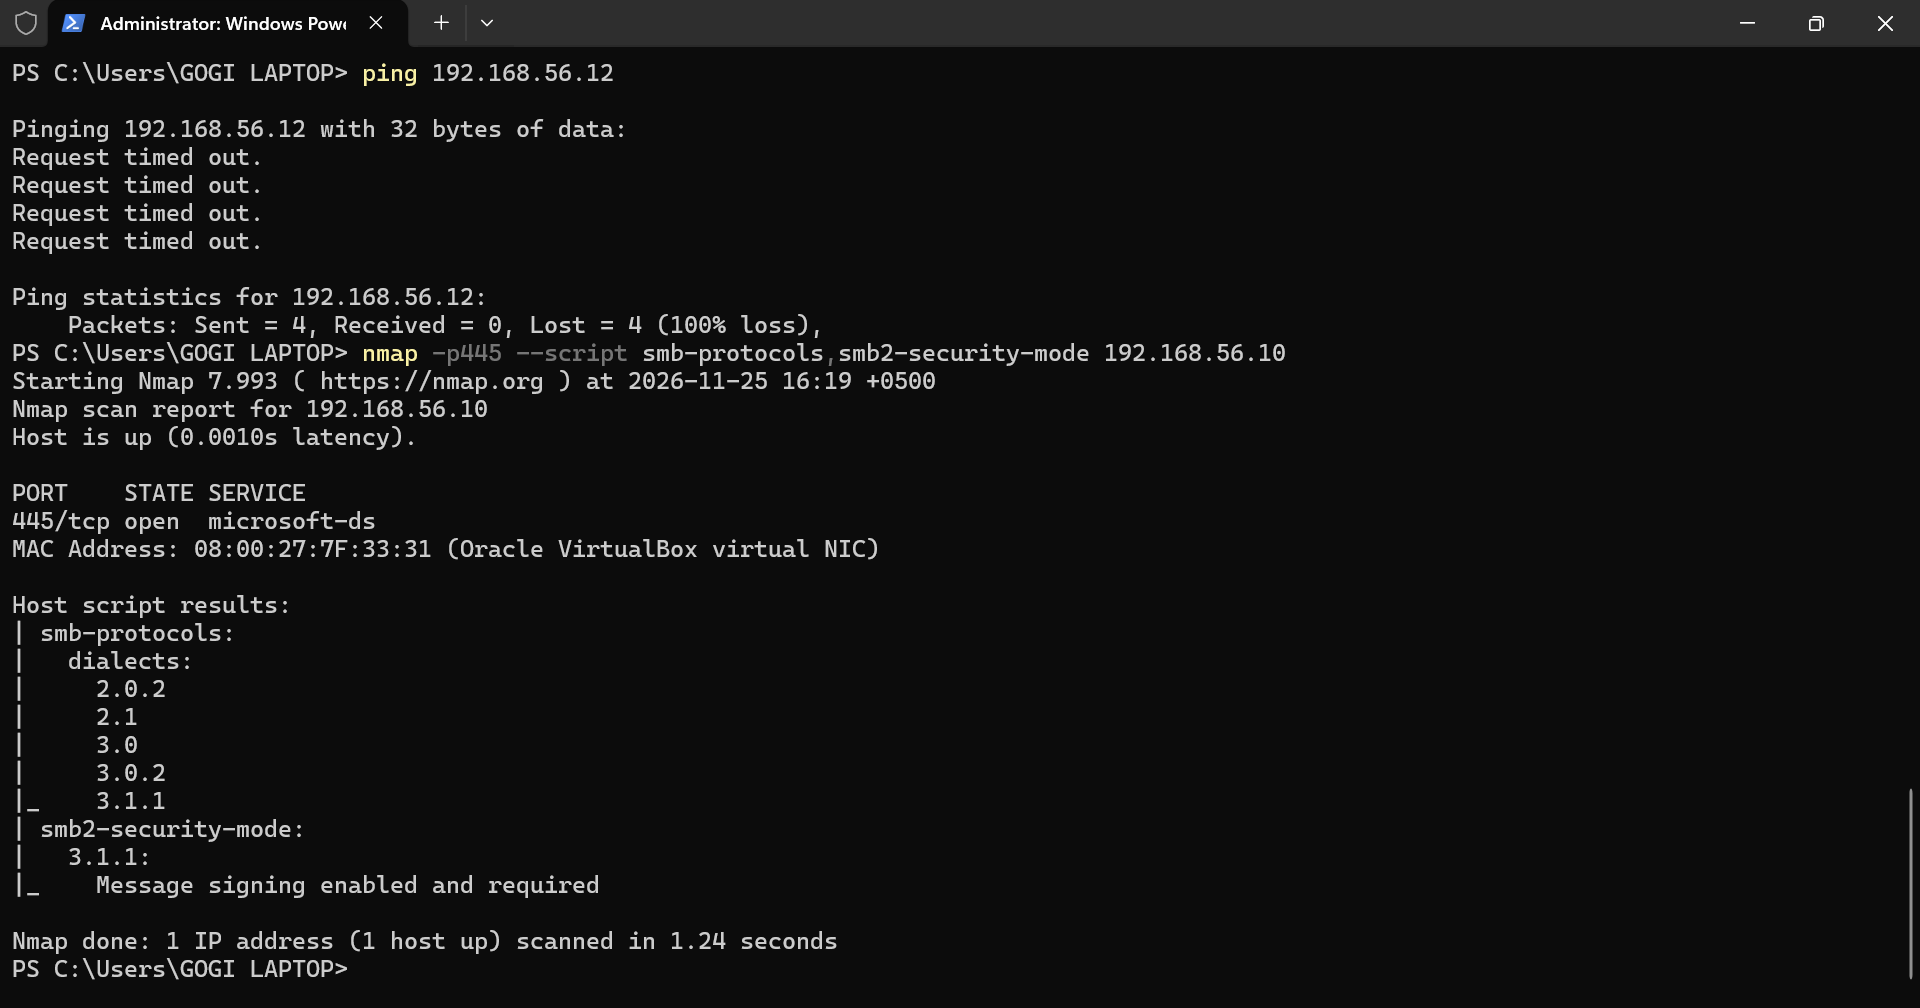 Administrator: Windows Pow
PS C:\Users\GOGI LAPTOP> ping 192.168.56.12
Pinging 192.168.56.12 with 32 bytes of data:
Request timed out.
Request timed out.
Request timed out.
Request timed out.
Ping statistics for 192.168.56.12:
    Packets: Sent = 4, Received = 0, Lost = 4 (100% loss),
PS C:\Users\GOGI LAPTOP> nmap -p445 --script smb-protocols,smb2-security-mode 192.168.56.10
Starting Nmap 7.993 ( https://nmap.org ) at 2026-11-25 16:19 +0500
Nmap scan report for 192.168.56.10
Host is up (0.0010s latency).
PORT    STATE SERVICE
445/tcp open  microsoft-ds
MAC Address: 08:00:27:7F:33:31 (Oracle VirtualBox virtual NIC)
Host script results:
| smb-protocols:
|   dialects:
|     2.0.2
|     2.1
|     3.0
|     3.0.2
|_    3.1.1
| smb2-security-mode:
|   3.1.1:
|_    Message signing enabled and required
Nmap done: 1 IP address (1 host up) scanned in 1.24 seconds
PS C:\Users\GOGI LAPTOP>